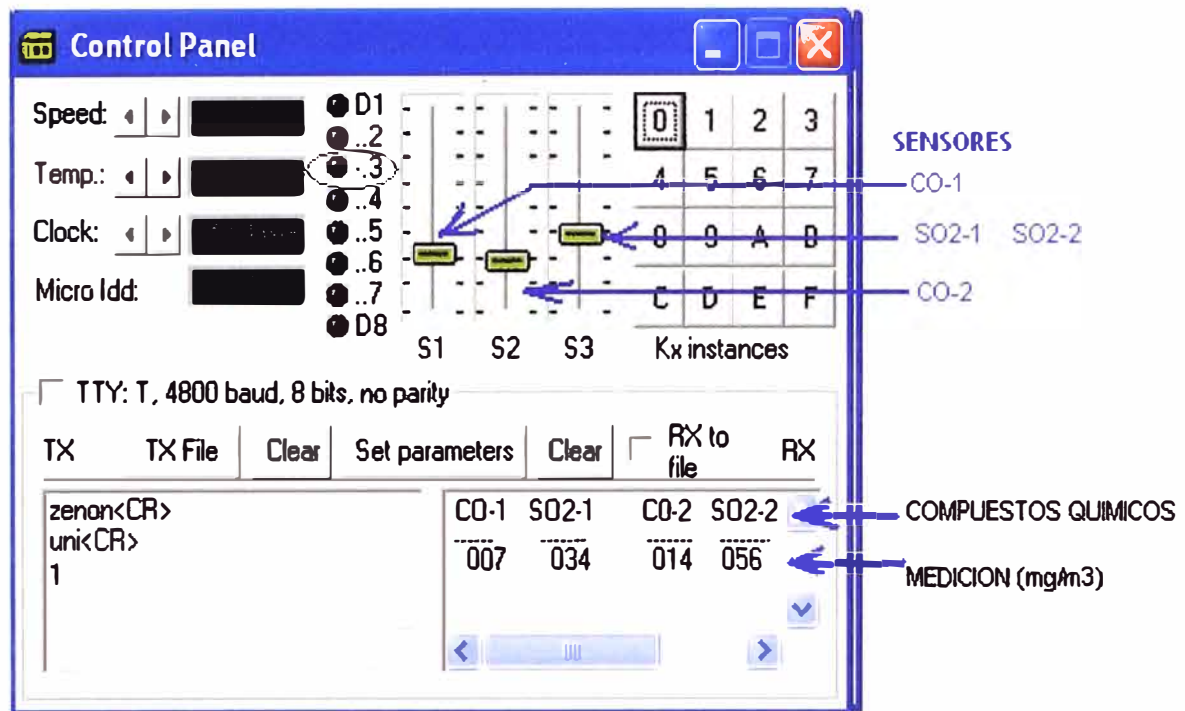 Control Panel
Speed:
Temp.:
Clock:
Micro Idd:
D1
..2
..3
..4
..5
..6
..7
D8
S1 S2 S3
0 1 2 3
4 5 6 7
8 9 A B
C D E F
Kx instances
SENSORES
CO-1
SO2-1 SO2-2
CO-2
TTY: T, 4800 baud, 8 bits, no parity
TX TX File Clear Set parameters Clear RX to file RX
zenon<CR>
uni<CR>
1
CO-1 SO2-1 CO-2 SO2-2
007 034 014 056
COMPUESTOS QUIMICOS
MEDICION (mg/m3)